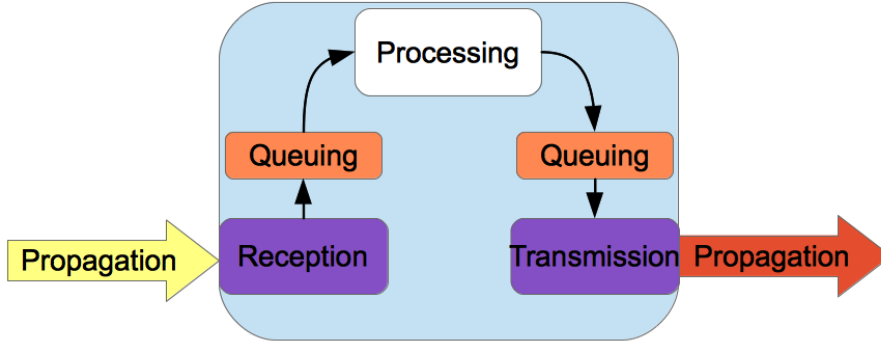 Processing
Queuing
Queuing
Propagation
Reception
Transmission
Propagation